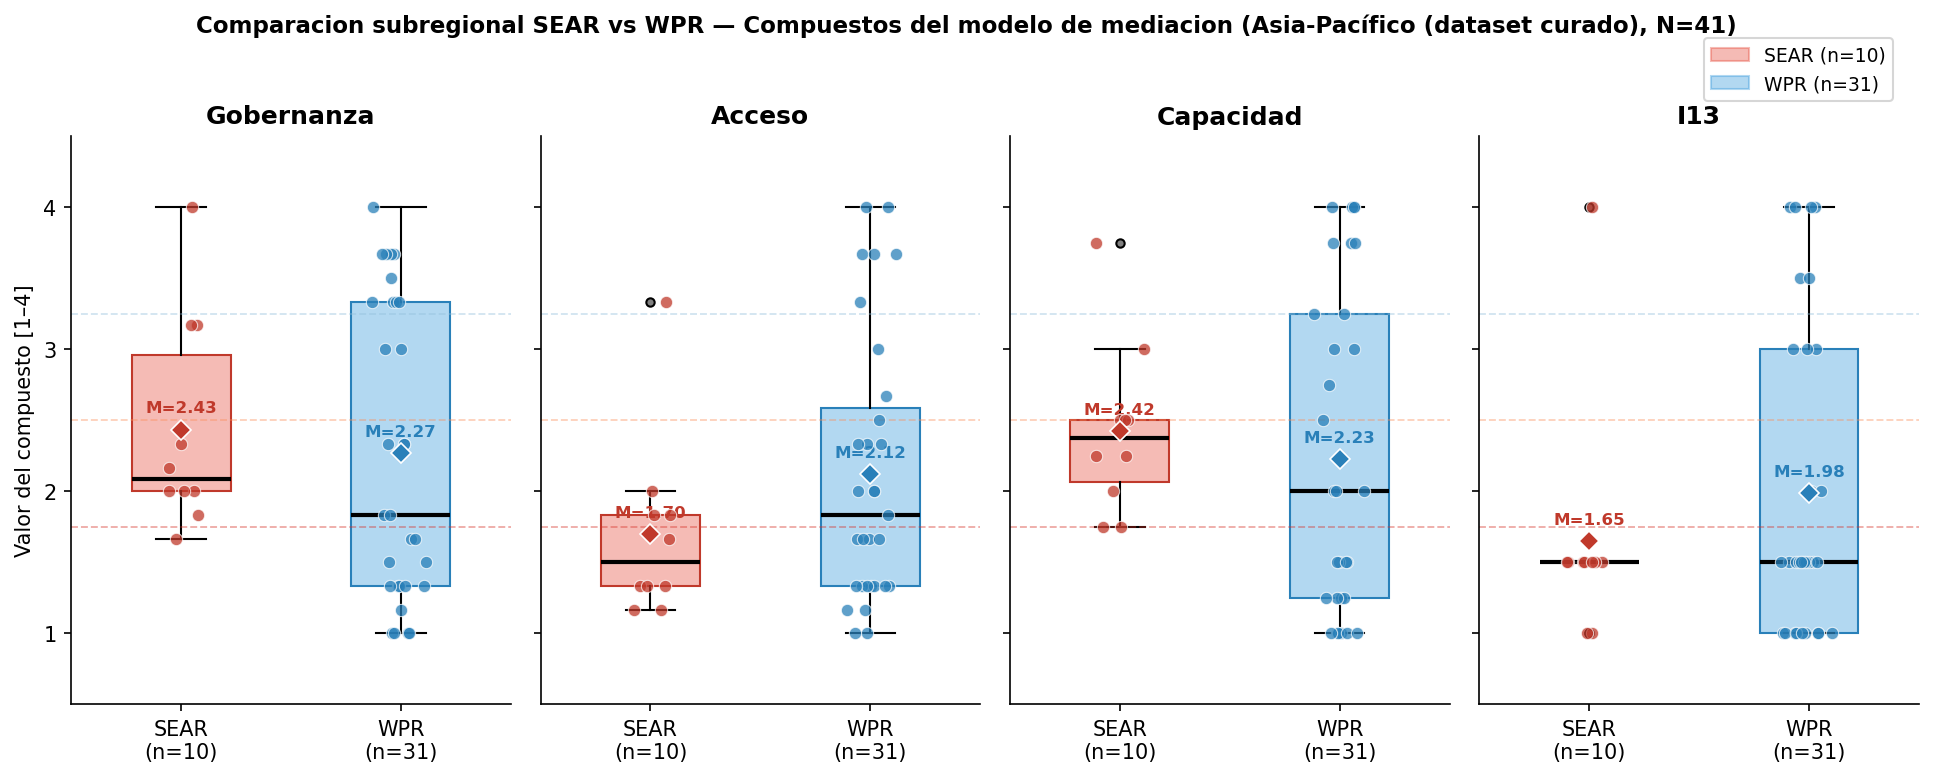 Comparacion subregional SEAR vs WPR — Compuestos del modelo de mediacion (Asia-Pacífico (dataset curado), N=41)
SEAR (n=10)
WPR (n=31)
Gobernanza
Acceso
Capacidad
I13
Valor del compuesto [1–4]
4
3
2
1
M=2.43
M=2.27
M=1.70
M=2.12
M=2.42
M=2.23
M=1.65
M=1.98
SEAR
(n=10)
WPR
(n=31)
SEAR
(n=10)
WPR
(n=31)
SEAR
(n=10)
WPR
(n=31)
SEAR
(n=10)
WPR
(n=31)